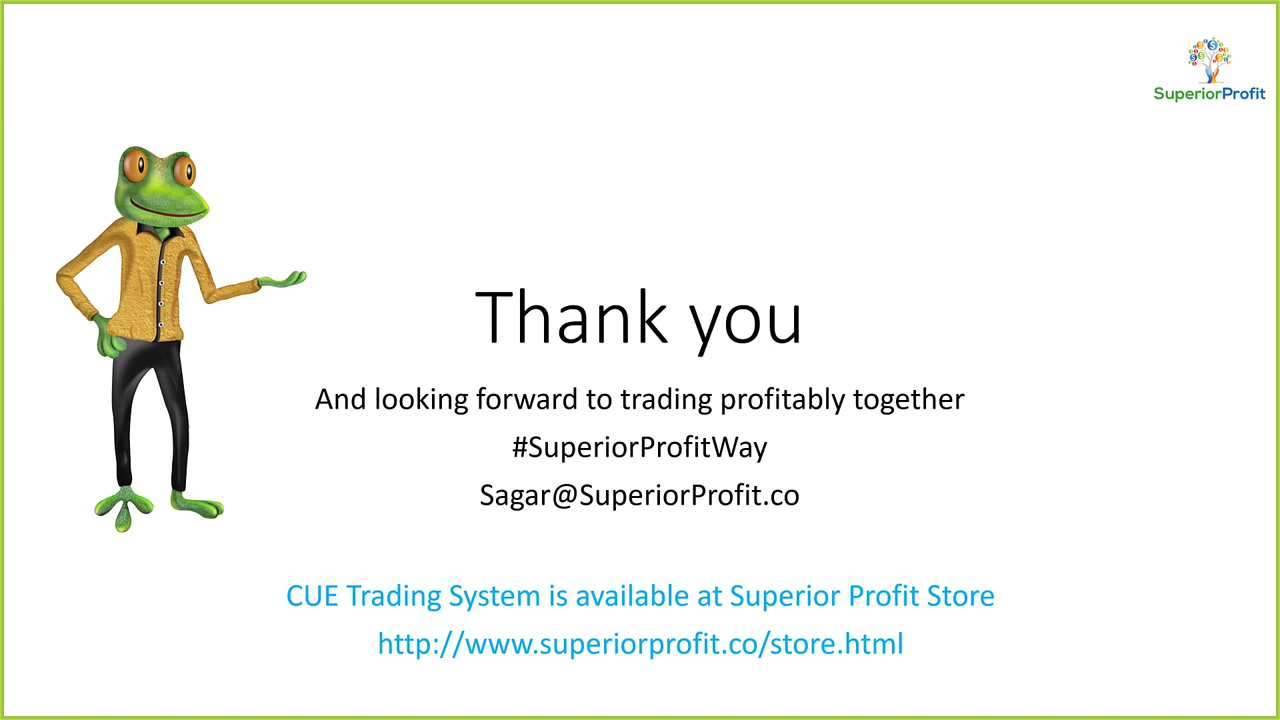 SuperiorProfit
Thank you
And looking forward to trading profitably together
#SuperiorProfitWay
Sagar@SuperiorProfit.co
CUE Trading System is available at Superior Profit Store
http://www.superiorprofit.co/store.html